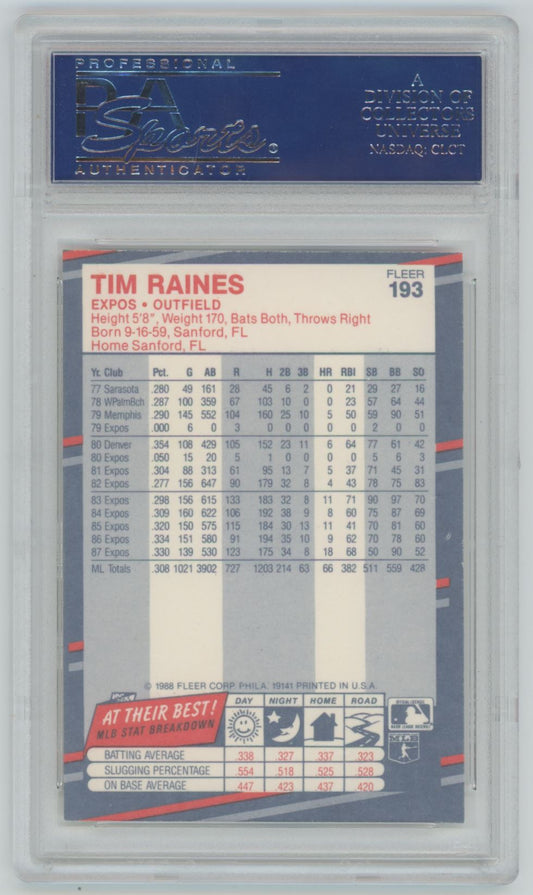 PROFESSIONAL
PSA
Sports®
AUTHENTICATOR
A
DIVISION OF
COLLECTORS
UNIVERSE
NASDAQ: CLCT
FLEER
193
TIM RAINES
EXPOS • OUTFIELD
Height 5'8", Weight 170, Bats Both, Throws Right
Born 9-16-59, Sanford, FL
Home Sanford, FL
Yr. Club Pct. G AB R H 2B 3B HR RBI SB BB SO
77 Sarasota .280 49 161 28 45 6 2 0 21 29 27 16
78 WPalmBch .287 100 359 67 103 10 0 0 23 57 64 44
79 Memphis .290 145 552 104 160 25 10 5 50 59 90 51
79 Expos .000 6 0 3 0 0 0 0 0 2 0 0
80 Denver .354 108 429 105 152 23 11 6 64 77 61 42
80 Expos .050 15 20 5 1 0 0 0 0 5 6 3
81 Expos .304 88 313 61 95 13 7 5 37 71 45 31
82 Expos .277 156 647 90 179 32 8 4 43 78 75 83
83 Expos .298 156 615 133 183 32 8 11 71 90 97 70
84 Expos .309 160 622 106 192 38 9 8 60 75 87 69
85 Expos .320 150 575 115 184 30 13 11 41 70 81 60
86 Expos .334 151 580 91 194 35 10 9 62 70 78 60
87 Expos .330 139 530 123 175 34 8 18 68 50 90 52
ML Totals .308 1021 3902 727 1203 214 63 66 382 511 559 428
© 1988 FLEER CORP. PHILA. 19141 PRINTED IN U.S.A.
AT THEIR BEST!
MLB STAT BREAKDOWN
DAY NIGHT HOME ROAD
BATTING AVERAGE .338 .327 .337 .323
SLUGGING PERCENTAGE .554 .518 .525 .528
ON BASE AVERAGE .447 .423 .437 .420